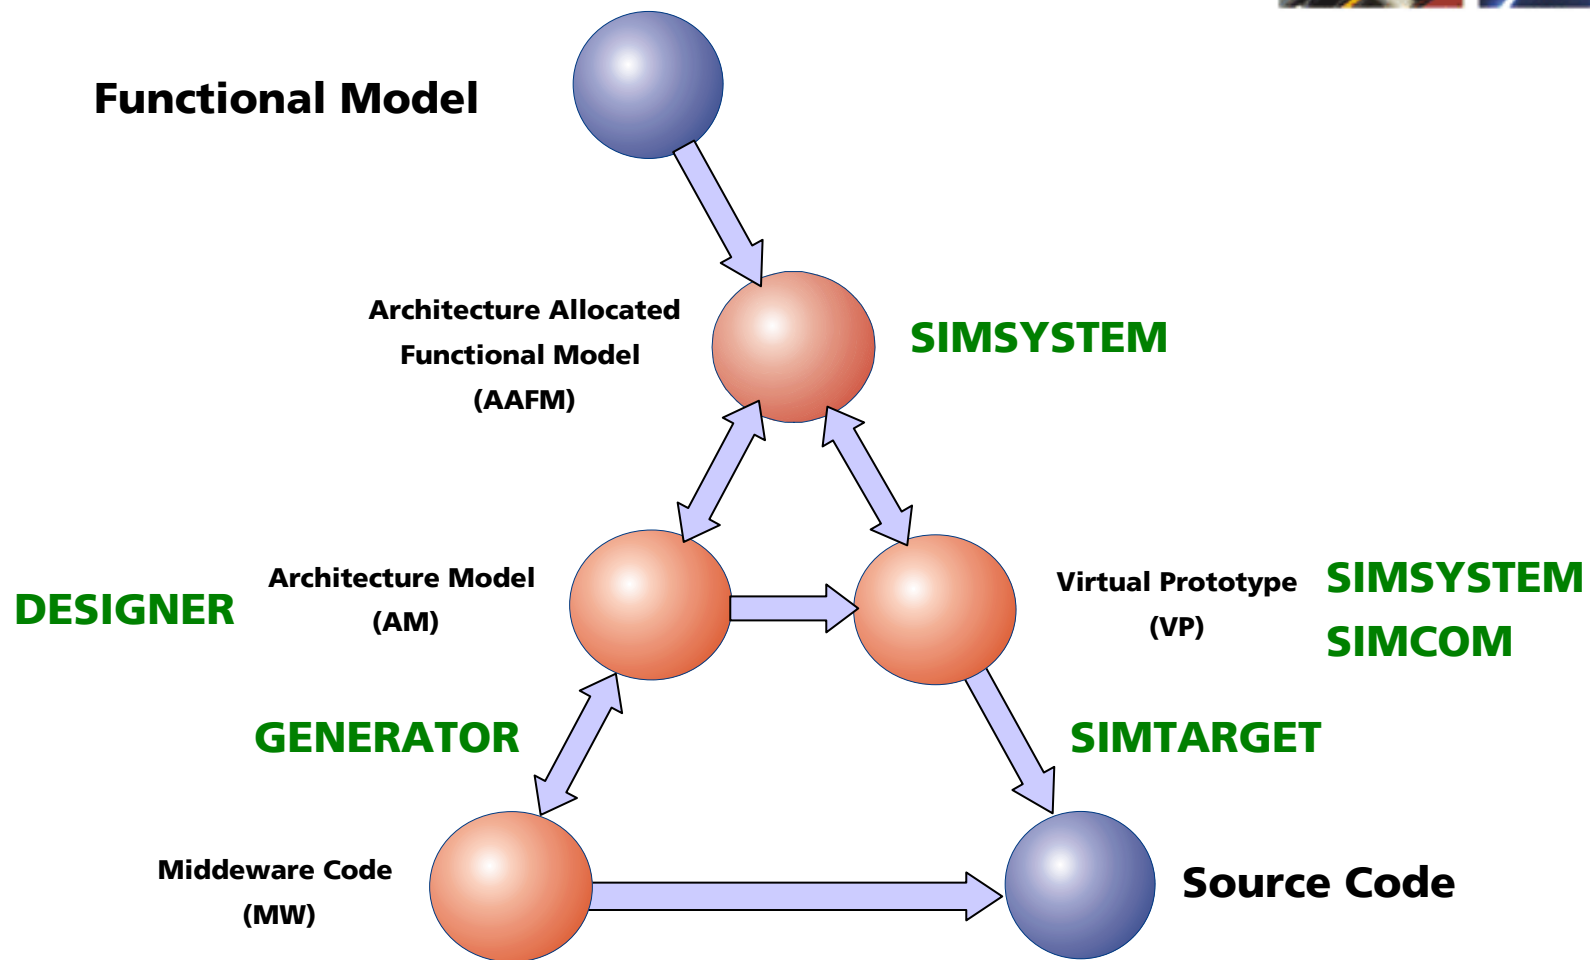 Functional Model
Architecture Allocated
Functional Model
(AAFM)
SIMSYSTEM
DESIGNER
Architecture Model
(AM)
Virtual Prototype
(VP)
SIMSYSTEM
SIMCOM
GENERATOR
SIMTARGET
Middeware Code
(MW)
Source Code